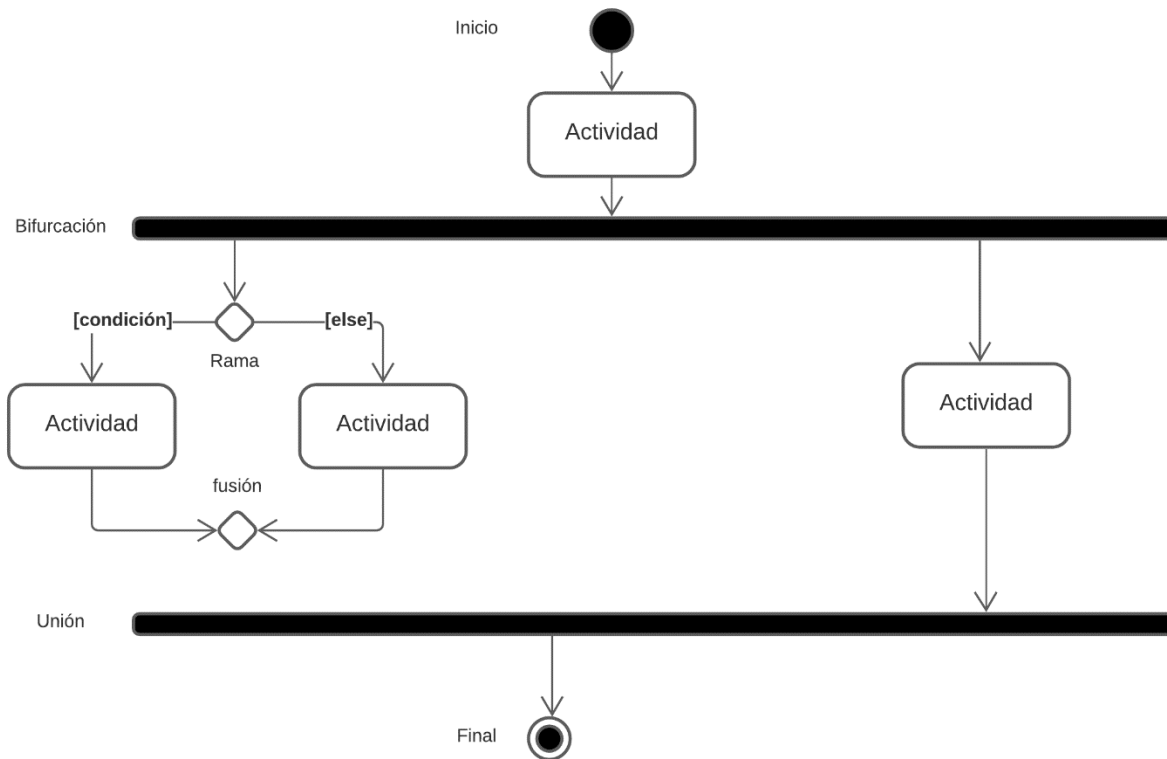 Inicio
Actividad
Bifurcación
[condición]
[else]
Rama
Actividad
Actividad
Actividad
fusión
Unión
Final